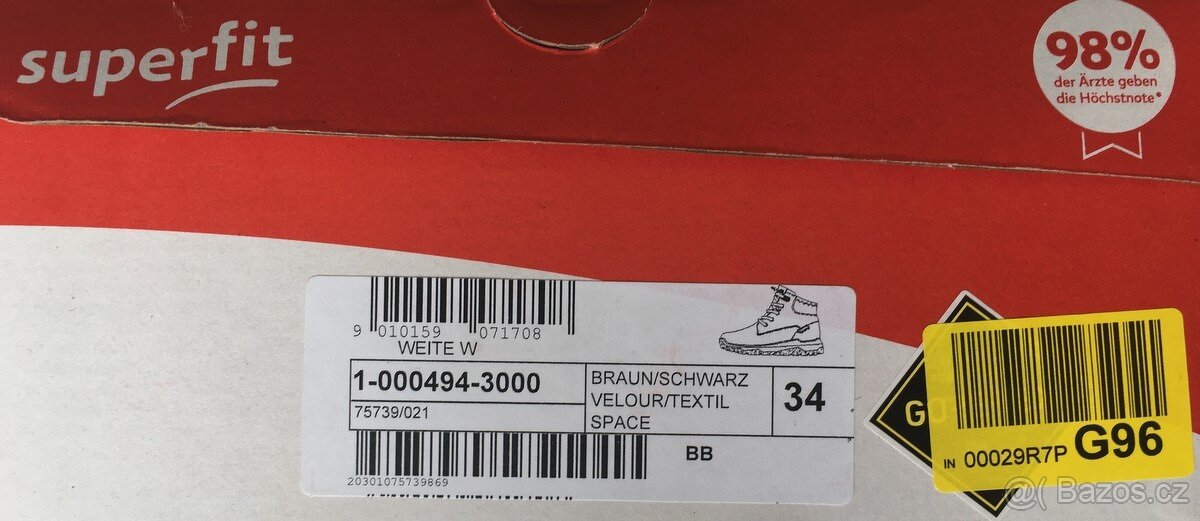 superfit
98%
der Ärzte geben
die Höchstnote*
9 010159 071708
WEITE W
1-000494-3000
75739/021
BRAUN/SCHWARZ
VELOUR/TEXTIL
SPACE
34
BB
20301075739869
GO
IN 00029R7P G96
@( Bazos.cz